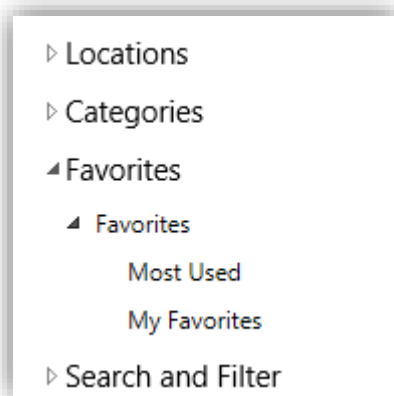 Locations
Categories
Favorites
Favorites
Most Used
My Favorites
Search and Filter